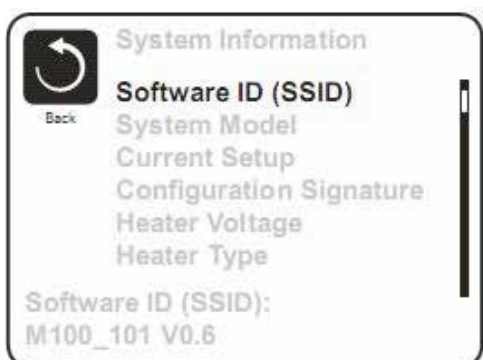 System Information
Software ID (SSID)
Back
System Model
Current Setup
Configuration Signature
Heater Voltage
Heater Type
Software ID (SSID):
M100_101 V0.6